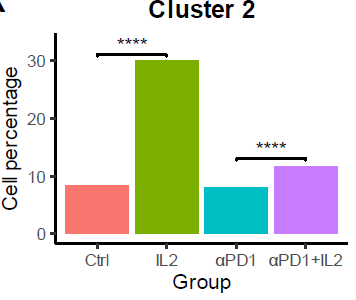 Cluster 2
Cell percentage
30
20
10
0
****
****
Ctrl
IL2
αPD1
αPD1+IL2
Group